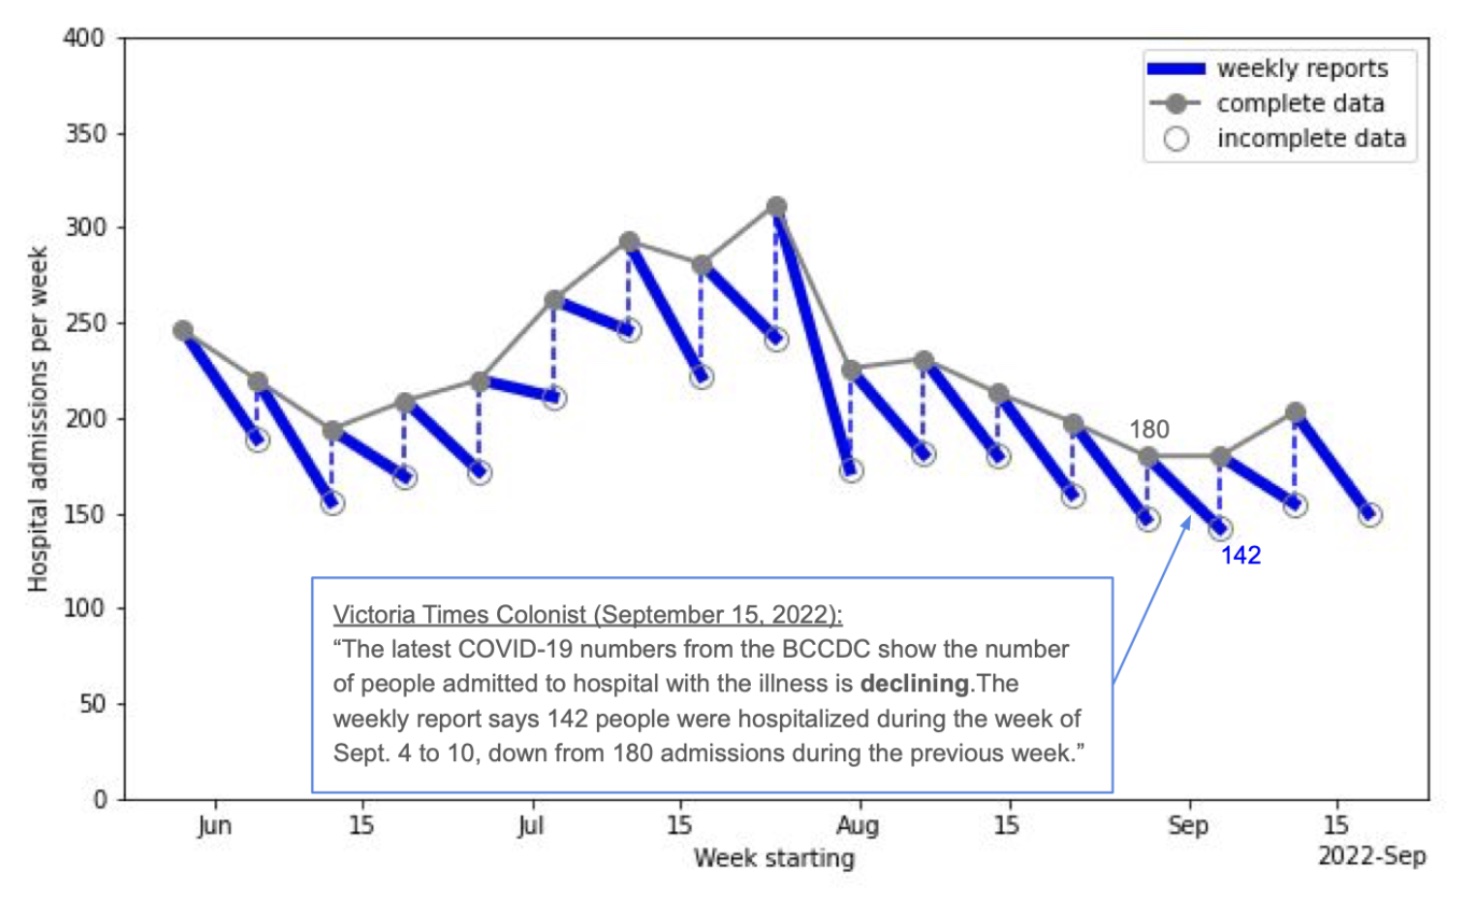 400
350
300
250
200
150
100
50
0
Hospital admissions per week
weekly reports
complete data
incomplete data
180
142
Victoria Times Colonist (September 15, 2022):
“The latest COVID-19 numbers from the BCCDC show the number
of people admitted to hospital with the illness is declining.The
weekly report says 142 people were hospitalized during the week of
Sept. 4 to 10, down from 180 admissions during the previous week.”
Jun 15 Jul 15 Aug 15 Sep 15
Week starting
2022-Sep